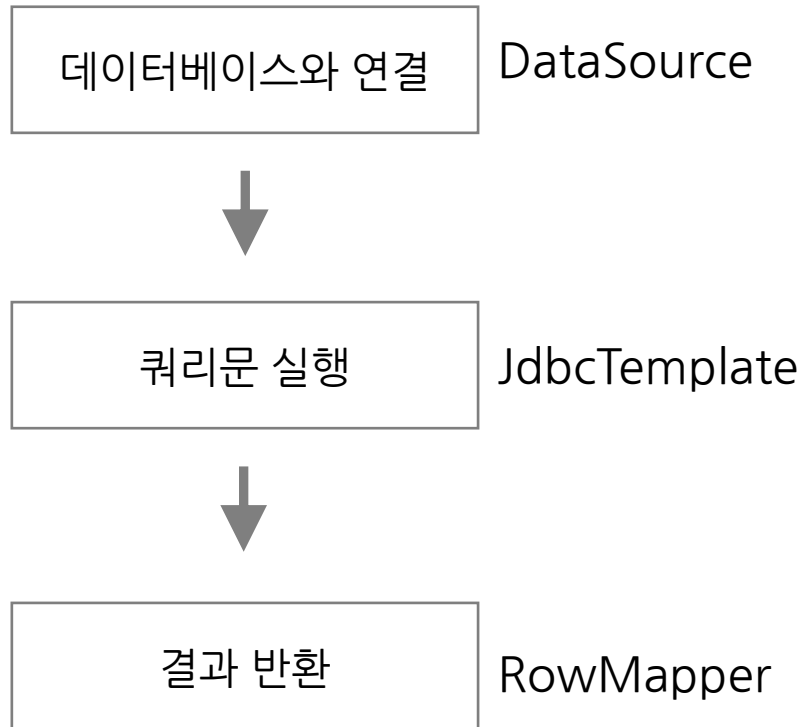 데이터베이스와 연결 DataSource
쿼리문 실행 JdbcTemplate
결과 반환 RowMapper